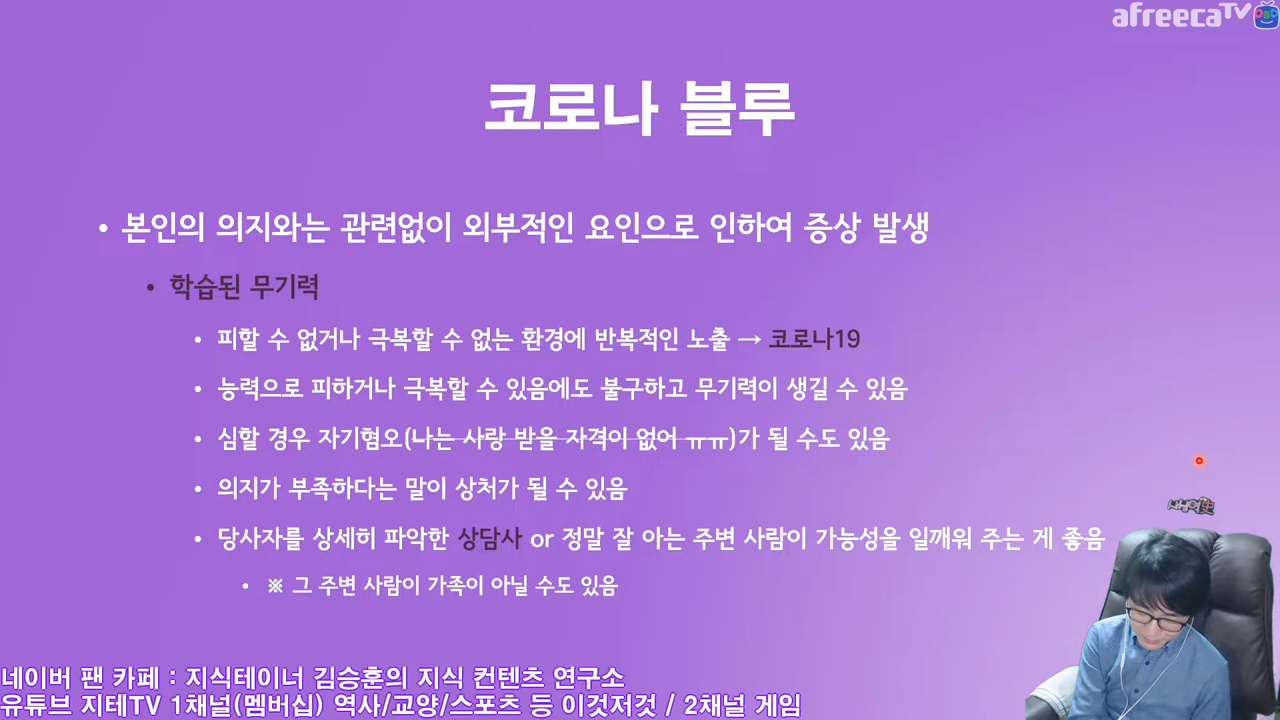 afreecaTV
코로나 블루
• 본인의 의지와는 관련없이 외부적인 요인으로 인하여 증상 발생
• 학습된 무기력
• 피할 수 없거나 극복할 수 없는 환경에 반복적인 노출 → 코로나19
• 능력으로 피하거나 극복할 수 있음에도 불구하고 무기력이 생길 수 있음
• 심할 경우 자기혐오(나는 사랑 받을 자격이 없어 ㅠㅠ)가 될 수도 있음
• 의지가 부족하다는 말이 상처가 될 수 있음
• 당사자를 상세히 파악한 상담사 or 정말 잘 아는 주변 사람이 가능성을 일깨워 주는 게 좋음
• ※ 그 주변 사람이 가족이 아닐 수도 있음
네이버 팬 카페 : 지식테이너 김승훈의 지식 컨텐츠 연구소
유튜브 지테TV 1채널(멤버십) 역사/교양/스포츠 등 이것저것 / 2채널 게임